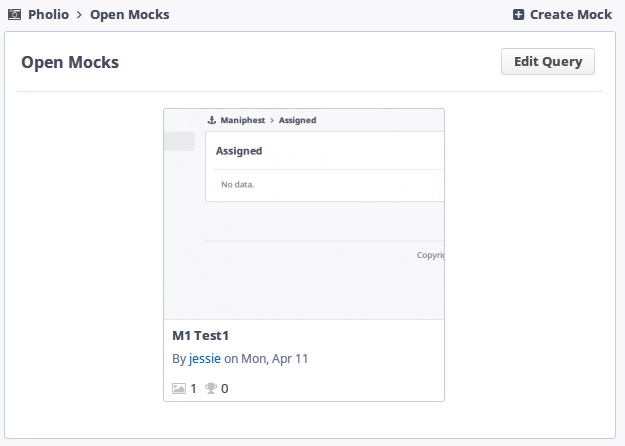 Pholio > Open Mocks
Create Mock
Open Mocks
Edit Query
Maniphest > Assigned
Assigned
No data.
Copyrig
M1 Test1
By jessie on Mon, Apr 11
1 0